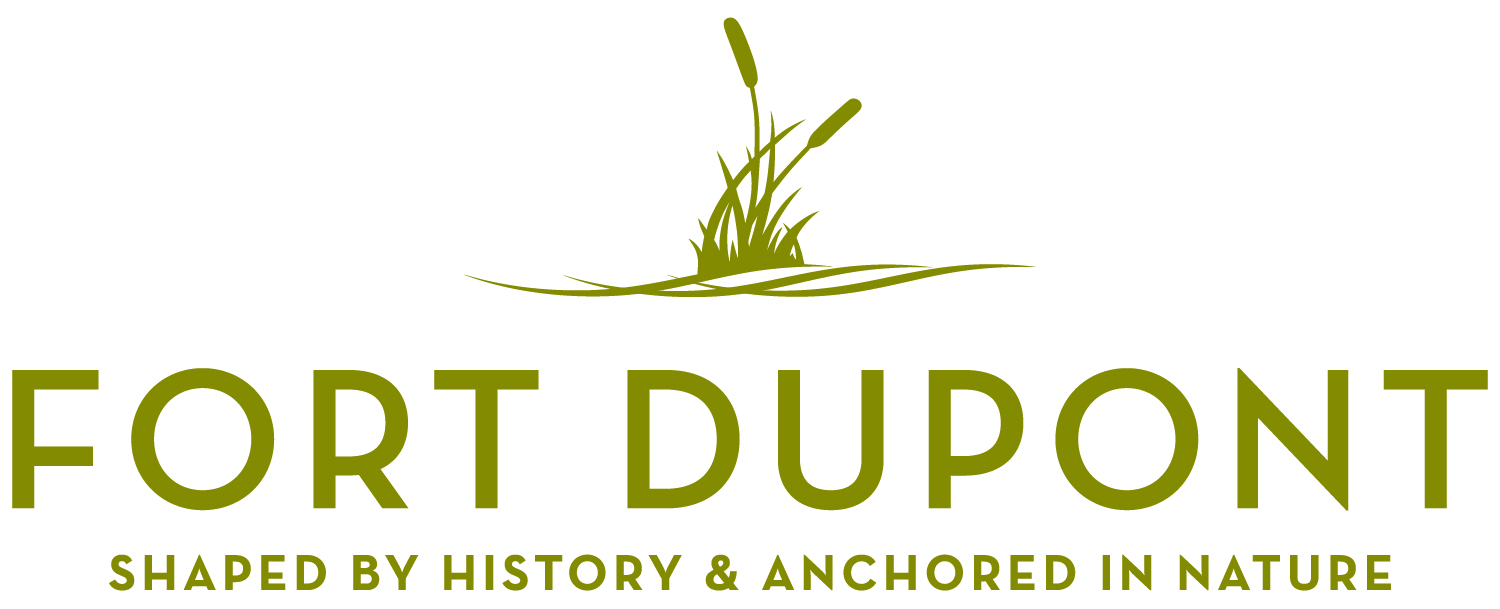 FORT DUPONT
SHAPED BY HISTORY & ANCHORED IN NATURE